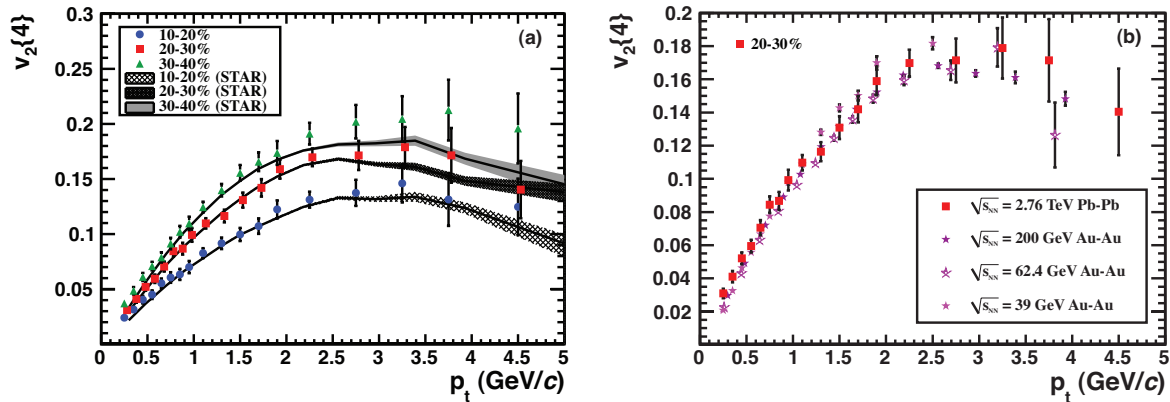 v₂{4}
0.3
0.25
0.2
0.15
0.1
0.05
(a)
10-20%
20-30%
30-40%
10-20% (STAR)
20-30% (STAR)
30-40% (STAR)
0 0.5 1 1.5 2 2.5 3 3.5 4 4.5 5
pₜ (GeV/c)
v₂{4}
0.2
0.18
0.16
0.14
0.12
0.1
0.08
0.06
0.04
0.02
(b)
20-30%
√sNN = 2.76 TeV Pb-Pb
√sNN = 200 GeV Au-Au
√sNN = 62.4 GeV Au-Au
√sNN = 39 GeV Au-Au
0 0.5 1 1.5 2 2.5 3 3.5 4 4.5 5
pₜ (GeV/c)